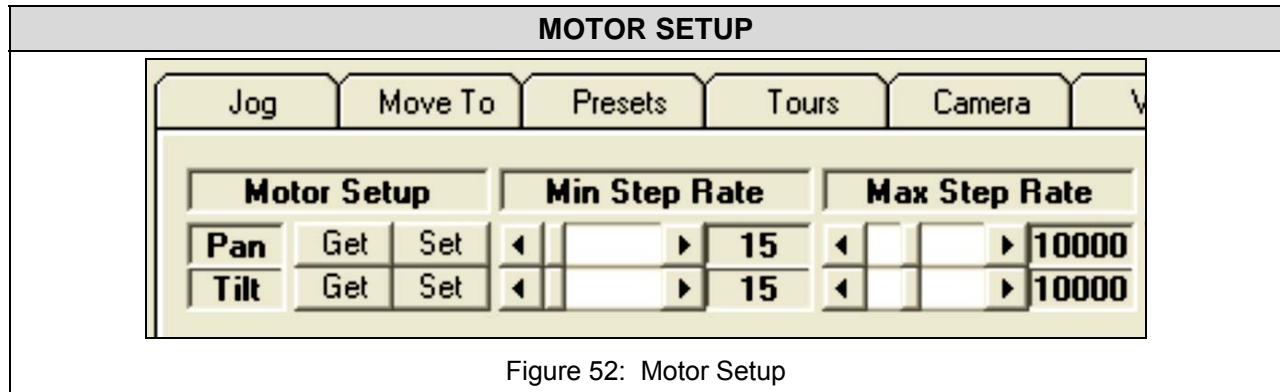 MOTOR SETUP
Jog Move To Presets Tours Camera V
Motor Setup Min Step Rate Max Step Rate
Pan Get Set 15 10000
Tilt Get Set 15 10000
Figure 52: Motor Setup